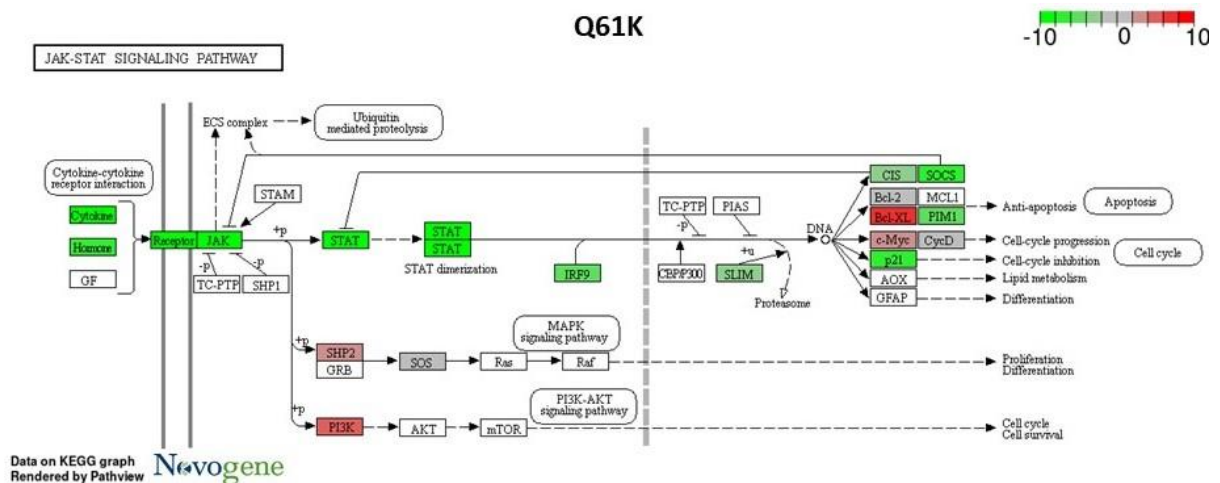 Q61K
-10 0 10
JAK-STAT SIGNALING PATHWAY
ECS complex
Ubiquitin
mediated proteolysis
Cytokine-cytokine
receptor interaction
STAM
Cytokine
Hormone
GF
Receptor
JAK
+p
STAT
STAT
STAT
STAT dimerization
IRF9
TC-PTP
PIAS
-p
+u
CBP/P300
SLIM
Proteasome
DNA
CIS
SOCS
Bcl-2
MCL1
Bcl-XL
PIM1
Anti-apoptosis
Apoptosis
c-Myc
CycD
Cell-cycle progression
Cell cycle
p21
Cell-cycle inhibition
AOX
Lipid metabolism
GFAP
Differentiation
-p
-p
TC-PTP
SHP1
+p
SHP2
GRB
SOS
Ras
Raf
MAPK
signaling pathway
Proliferation
Differentiation
+p
PI3K
AKT
mTOR
PI3K-AKT
signaling pathway
Cell cycle
Cell survival
Data on KEGG graph
Rendered by Pathview
Novogene